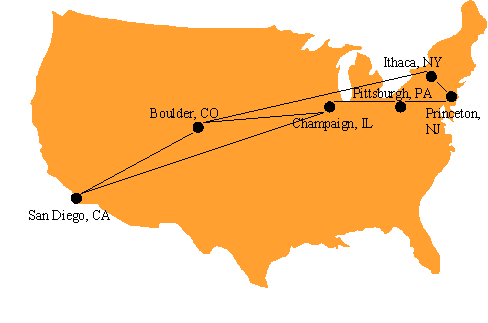 Ithaca, NY
Pittsburgh, PA
Boulder, CO
Princeton,
NJ
Champaign, IL
San Diego, CA